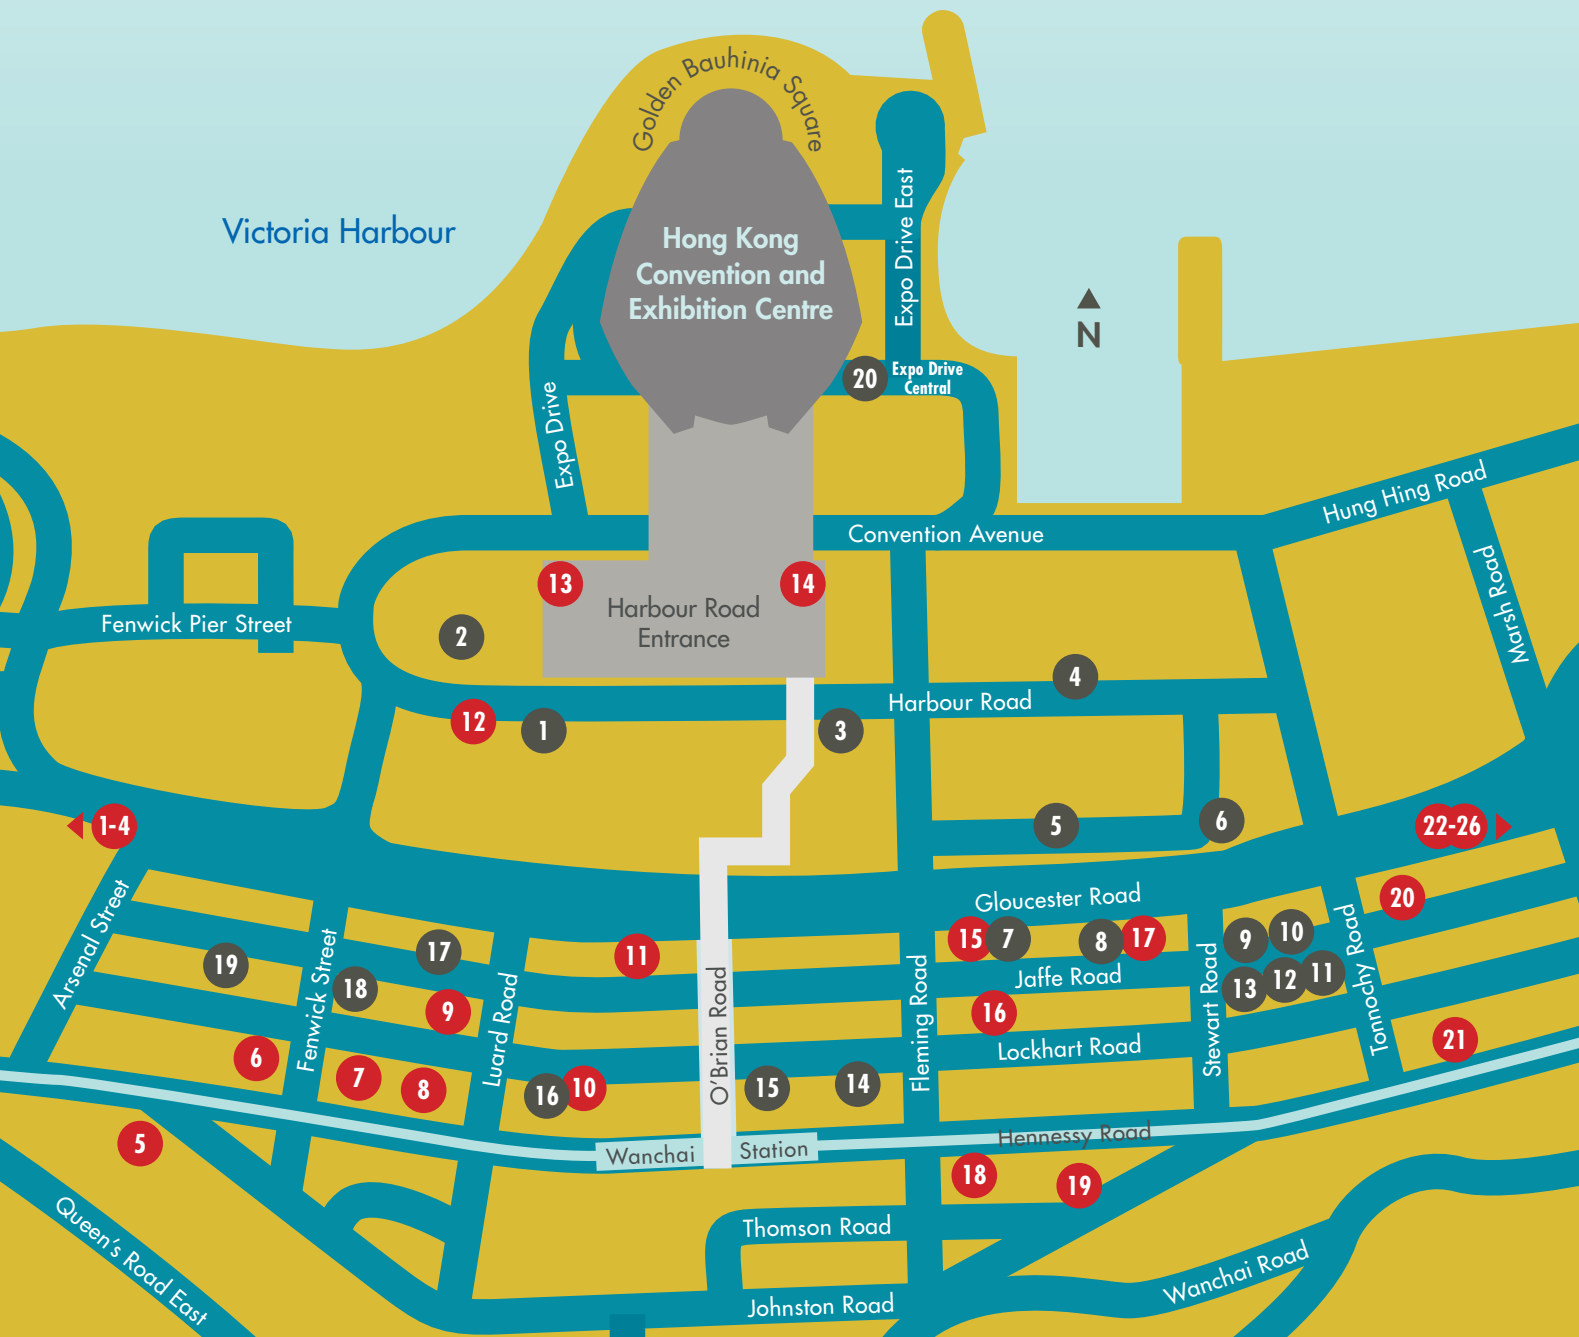 Golden Bauhinia Square
Victoria Harbour
Hong Kong
Convention and
Exhibition Centre
Expo Drive East
N
20
Expo Drive
Central
Expo Drive
Hung Hing Road
Convention Avenue
Marsh Road
13
14
Harbour Road
Entrance
Fenwick Pier Street
2
4
Harbour Road
12
1
3
1-4
5
6
22-26
Gloucester Road
20
Arsenal Street
Fenwick Street
Luard Road
O'Brian Road
Fleming Road
Stewart Road
Tonnochy Road
15
7
8
17
9
10
19
17
11
18
9
Jaffe Road
13
12
11
16
6
7
8
Lockhart Road
21
16
10
15
14
5
Wanchai Station
Hennessy Road
18
19
Queen's Road East
Thomson Road
Wanchai Road
Johnston Road